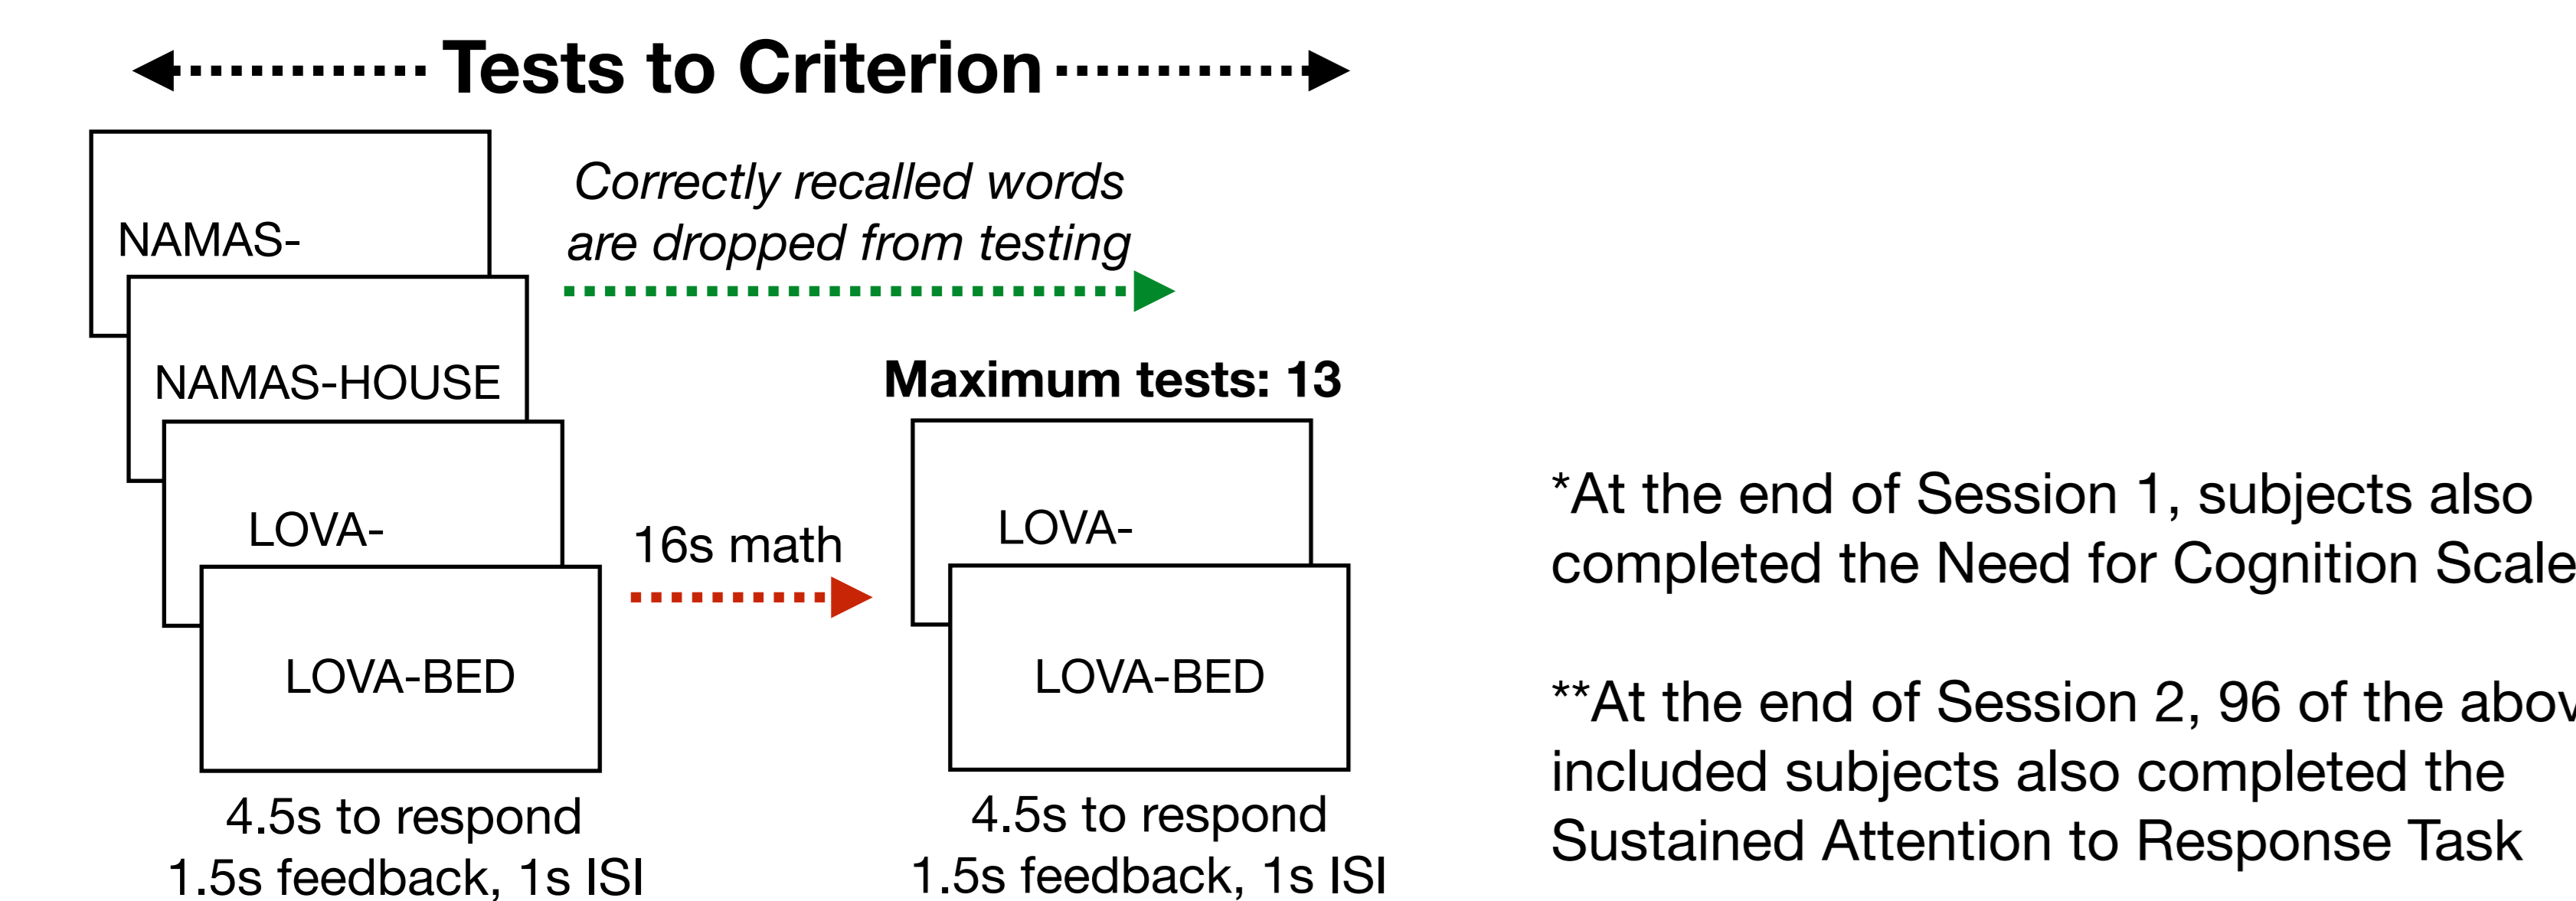 Tests to Criterion
Correctly recalled words
are dropped from testing
NAMAS-
NAMAS-HOUSE
LOVA-
LOVA-BED
4.5s to respond
1.5s feedback, 1s ISI
16s math
Maximum tests: 13
LOVA-
LOVA-BED
4.5s to respond
1.5s feedback, 1s ISI
*At the end of Session 1, subjects also
completed the Need for Cognition Scale
**At the end of Session 2, 96 of the
included subjects also completed the
Sustained Attention to Response Task